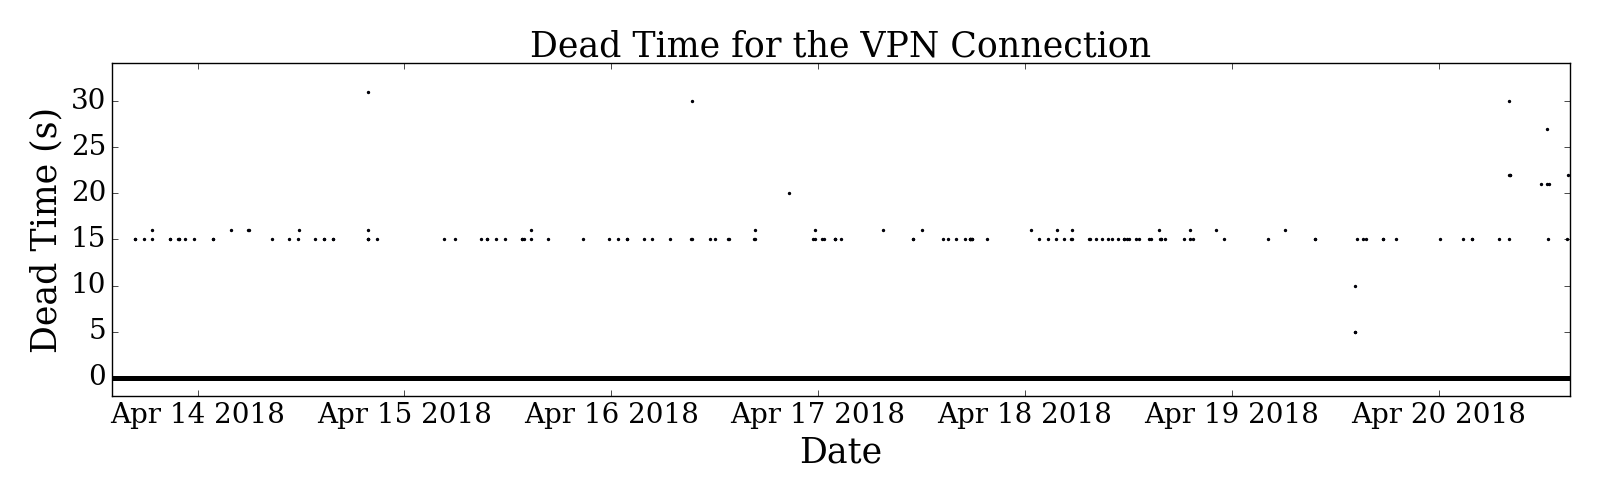 Dead Time for the VPN Connection
Dead Time (s)
30
25
20
15
10
5
0
Apr 14 2018 Apr 15 2018 Apr 16 2018 Apr 17 2018 Apr 18 2018 Apr 19 2018 Apr 20 2018
Date